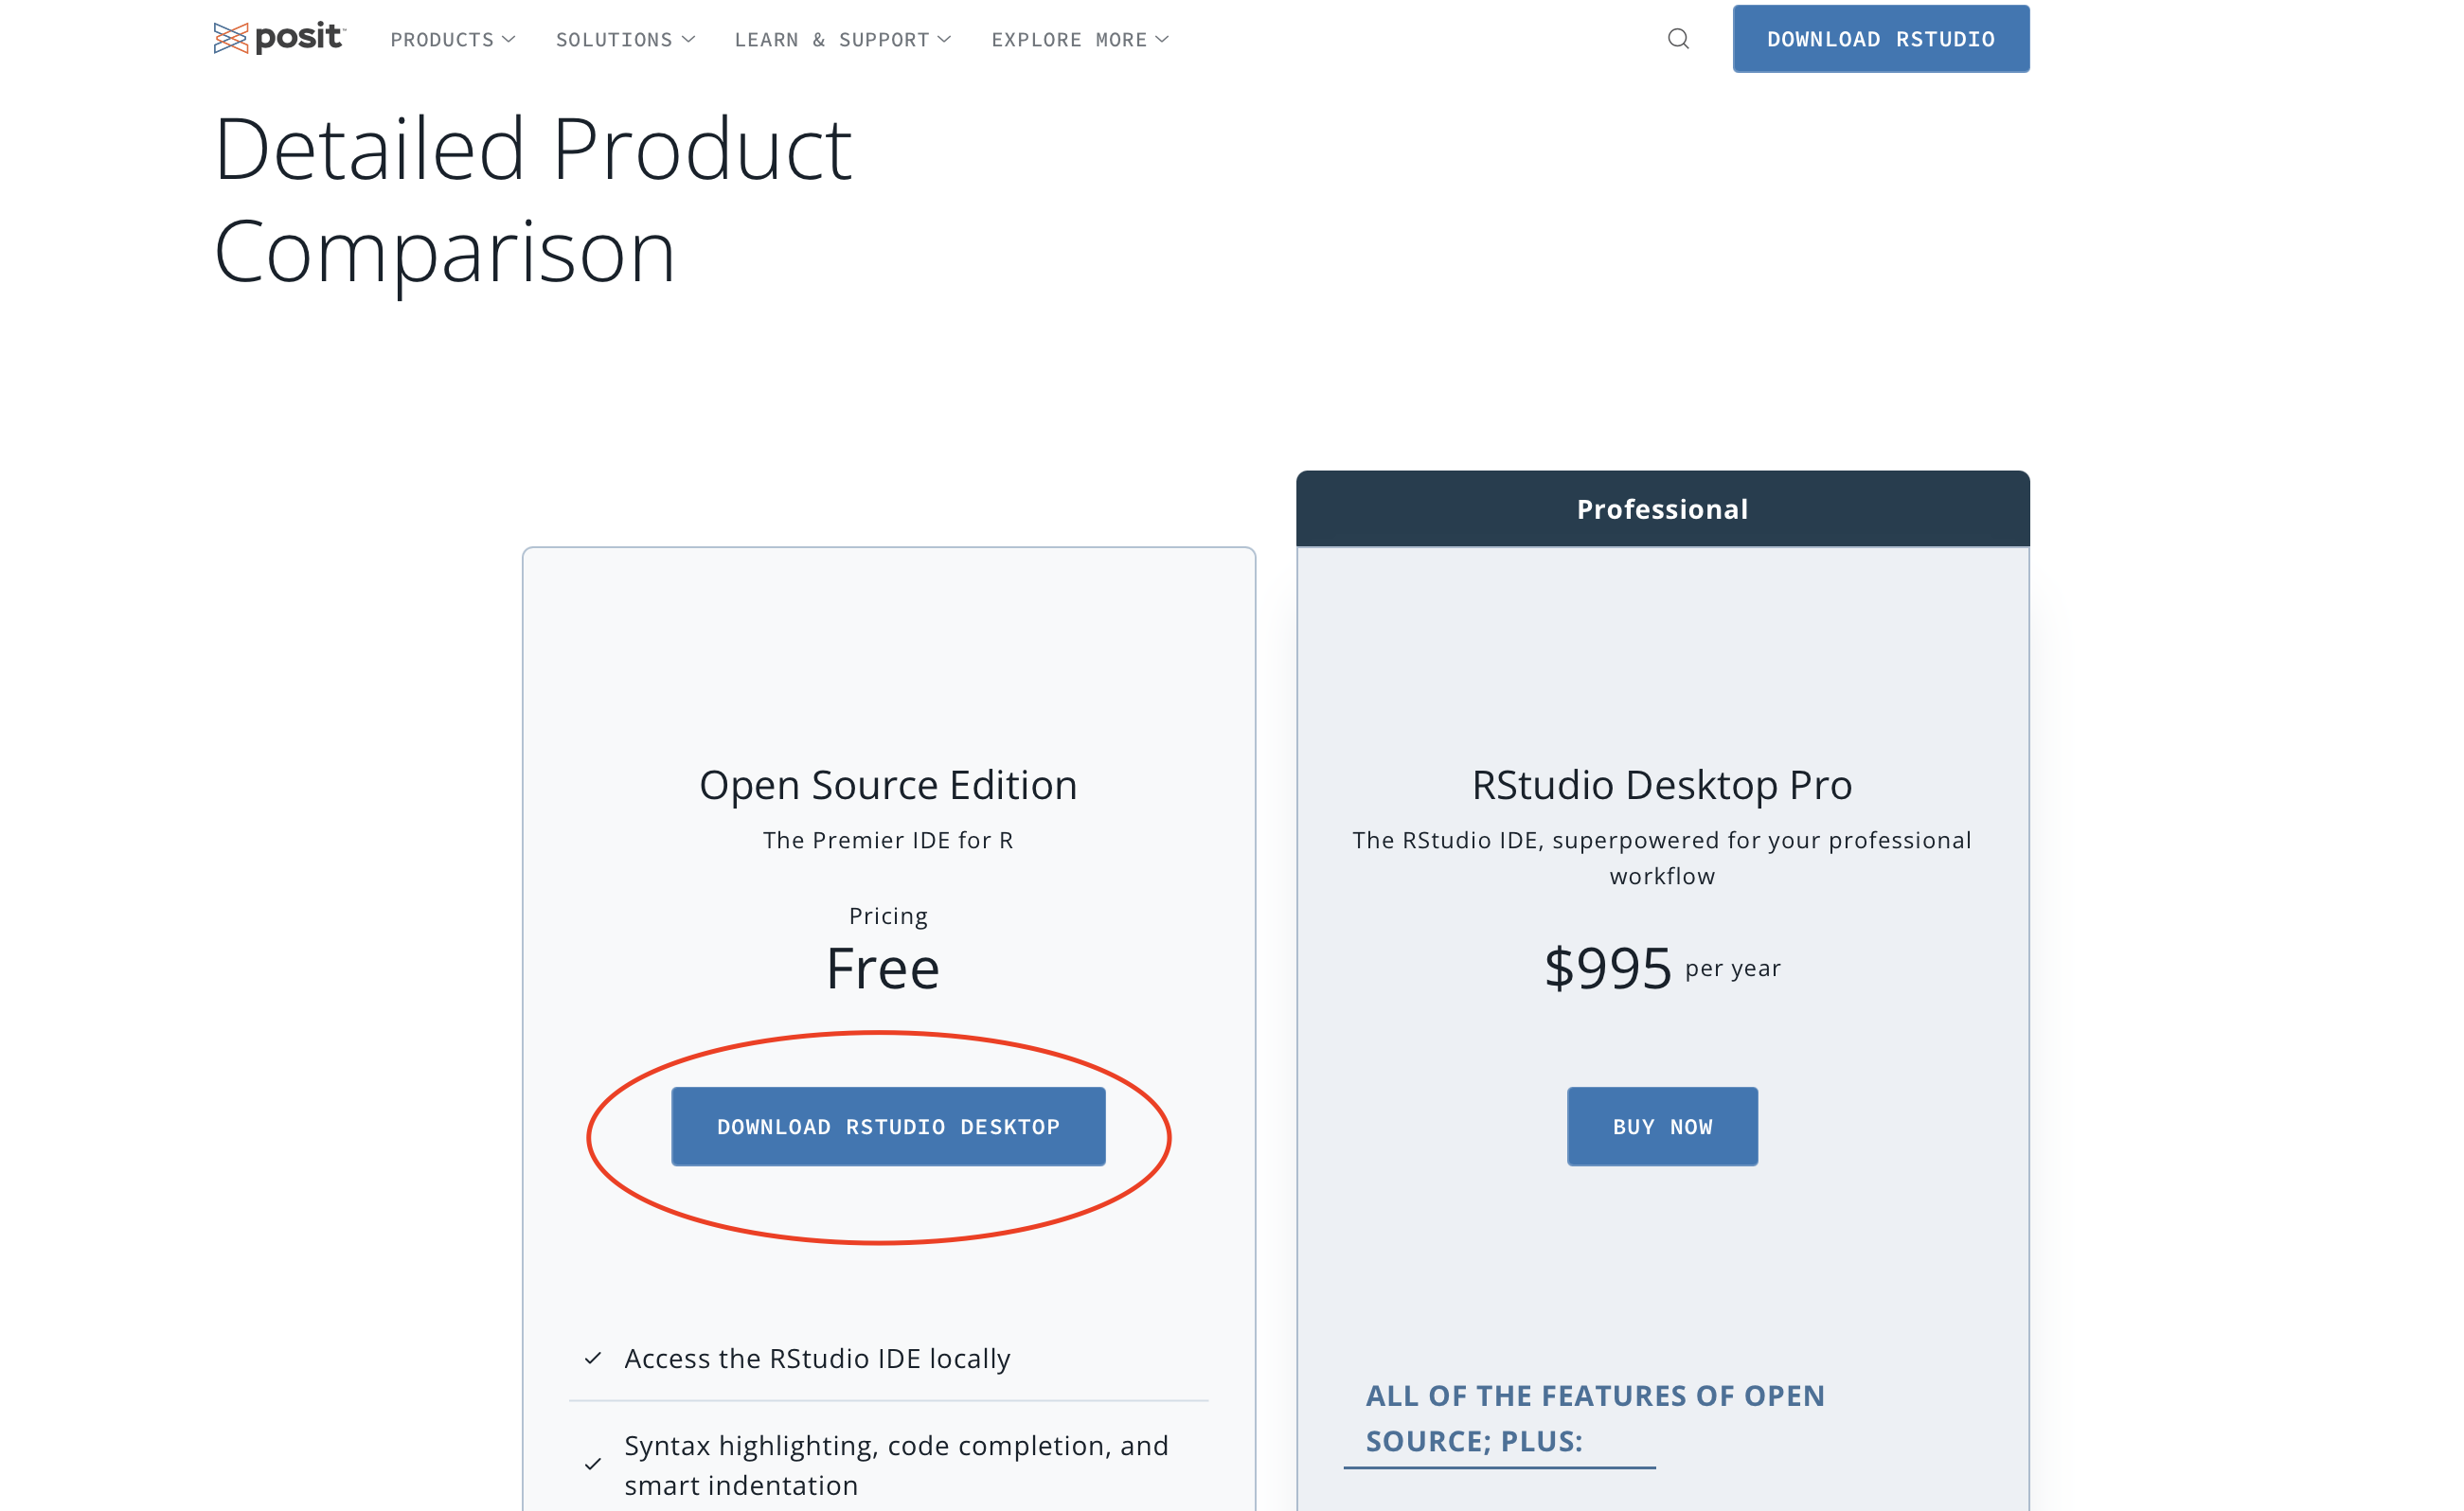 posit
PRODUCTS
SOLUTIONS
LEARN & SUPPORT
EXPLORE MORE
DOWNLOAD RSTUDIO
Detailed Product
Comparison
Professional
Open Source Edition
The Premier IDE for R
Pricing
Free
DOWNLOAD RSTUDIO DESKTOP
Access the RStudio IDE locally
Syntax highlighting, code completion, and
smart indentation
RStudio Desktop Pro
The RStudio IDE, superpowered for your professional
workflow
$995 per year
BUY NOW
ALL OF THE FEATURES OF OPEN
SOURCE; PLUS: